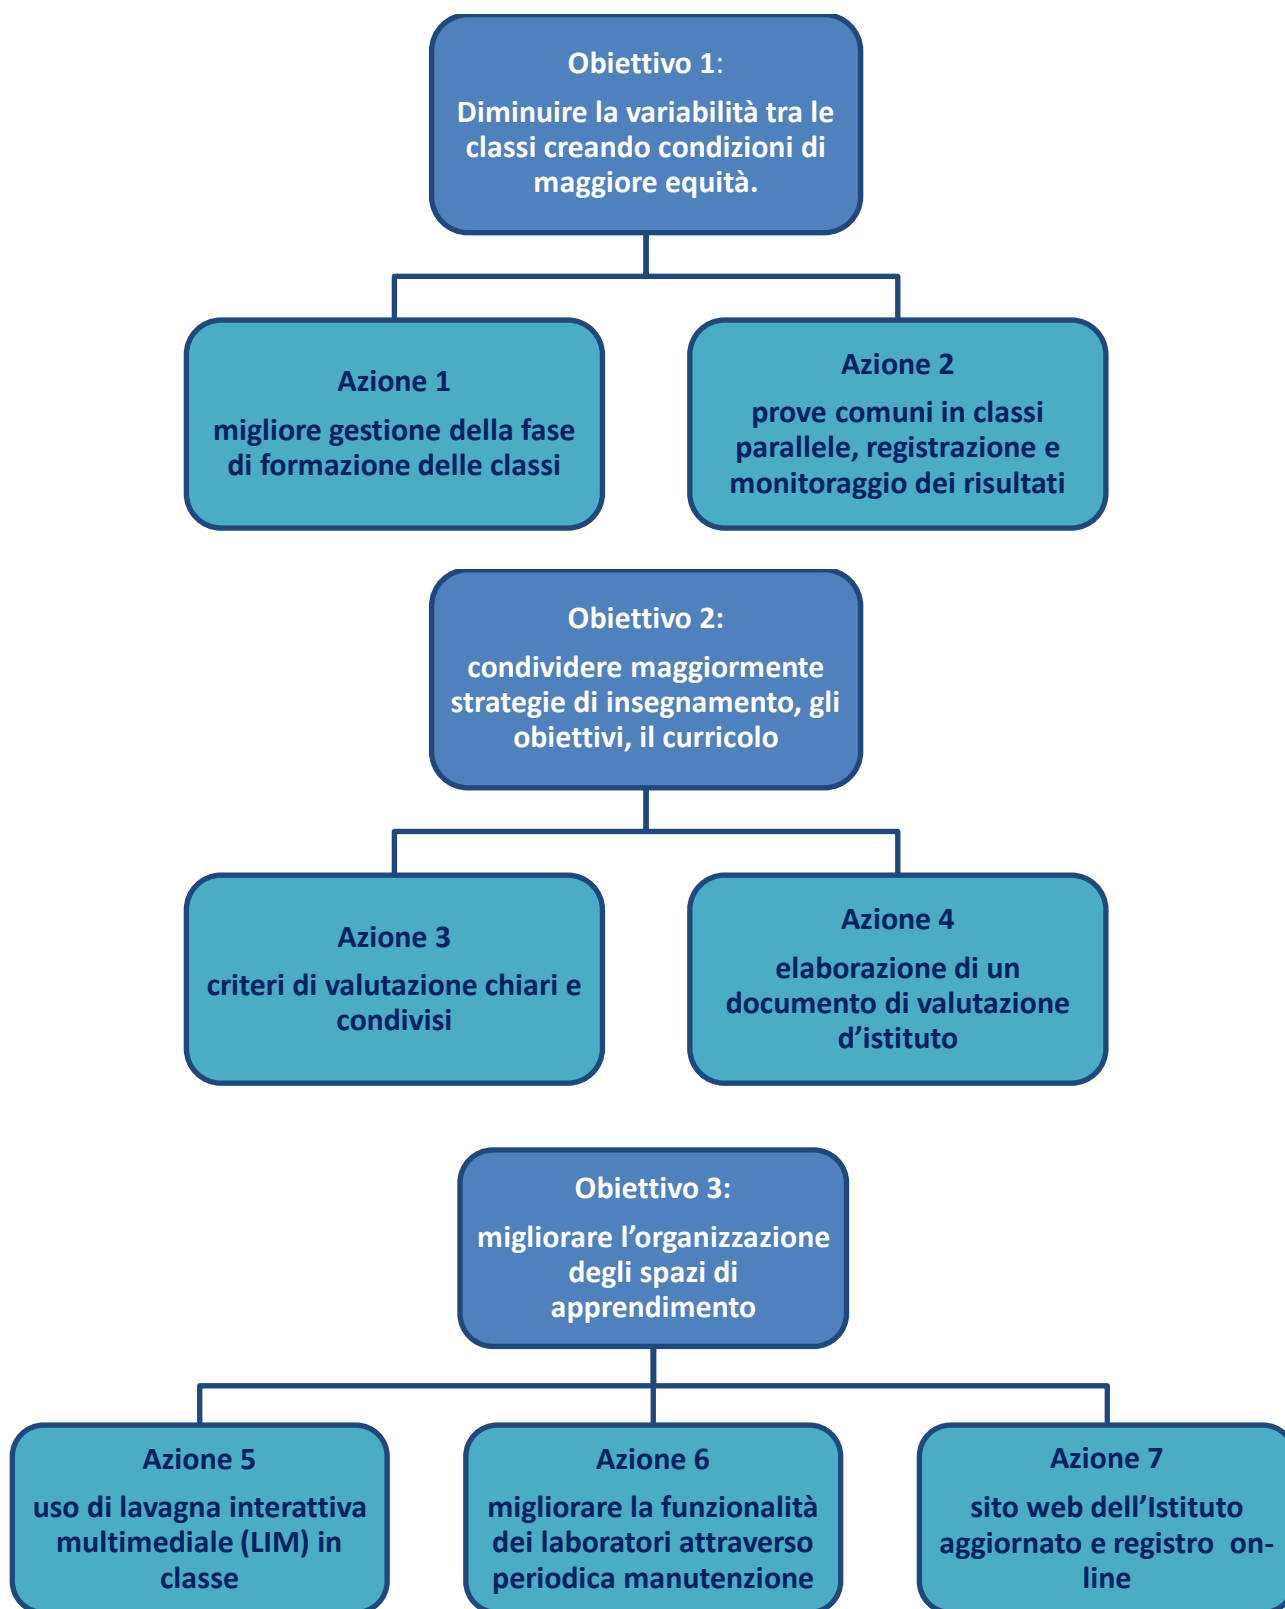 Obiettivo 1:
Diminuire la variabilità tra le
classi creando condizioni di
maggiore equità.
Azione 1
migliore gestione della fase
di formazione delle classi
Azione 2
prove comuni in classi
parallele, registrazione e
monitoraggio dei risultati
Obiettivo 2:
condividere maggiormente
strategie di insegnamento, gli
obiettivi, il curricolo
Azione 3
criteri di valutazione chiari e
condivisi
Azione 4
elaborazione di un
documento di valutazione
d’istituto
Obiettivo 3:
migliorare l’organizzazione
degli spazi di
apprendimento
Azione 5
uso di lavagna interattiva
multimediale (LIM) in
classe
Azione 6
migliorare la funzionalità
dei laboratori attraverso
periodica manutenzione
Azione 7
sito web dell’Istituto
aggiornato e registro  on-
line